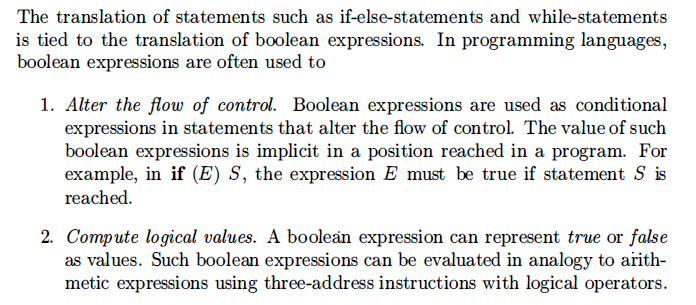 The translation of statements such as if-else-statements and while-statements
is tied to the translation of boolean expressions. In programming languages,
boolean expressions are often used to
1. Alter the flow of control. Boolean expressions are used as conditional
expressions in statements that alter the flow of control. The value of such
boolean expressions is implicit in a position reached in a program. For
example, in if (E) S, the expression E must be true if statement S is
reached.
2. Compute logical values. A boolean expression can represent true or false
as values. Such boolean expressions can be evaluated in analogy to arith-
metic expressions using three-address instructions with logical operators.